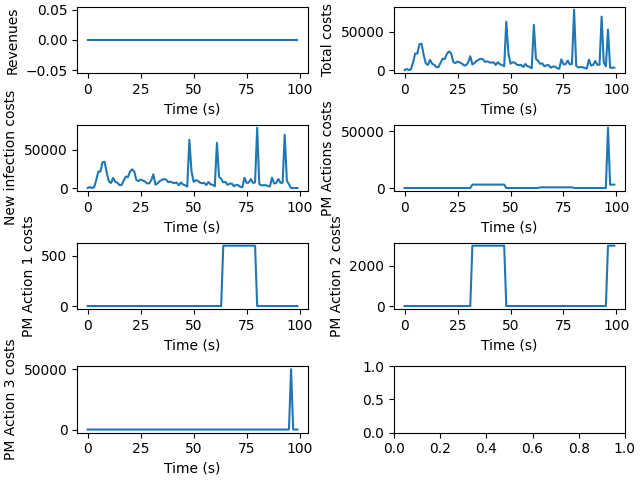 Revenues
0.05
0.00
−0.05
0 25 50 75 100
Time (s)
Total costs
50000
0
0 25 50 75 100
Time (s)
New infection costs
50000
0
0 25 50 75 100
Time (s)
PM Actions costs
50000
0
0 25 50 75 100
Time (s)
PM Action 1 costs
500
0
0 25 50 75 100
Time (s)
PM Action 2 costs
2000
0
0 25 50 75 100
Time (s)
PM Action 3 costs
50000
0
0 25 50 75 100
Time (s)
1.0
0.5
0.0
0.0 0.2 0.4 0.6 0.8 1.0